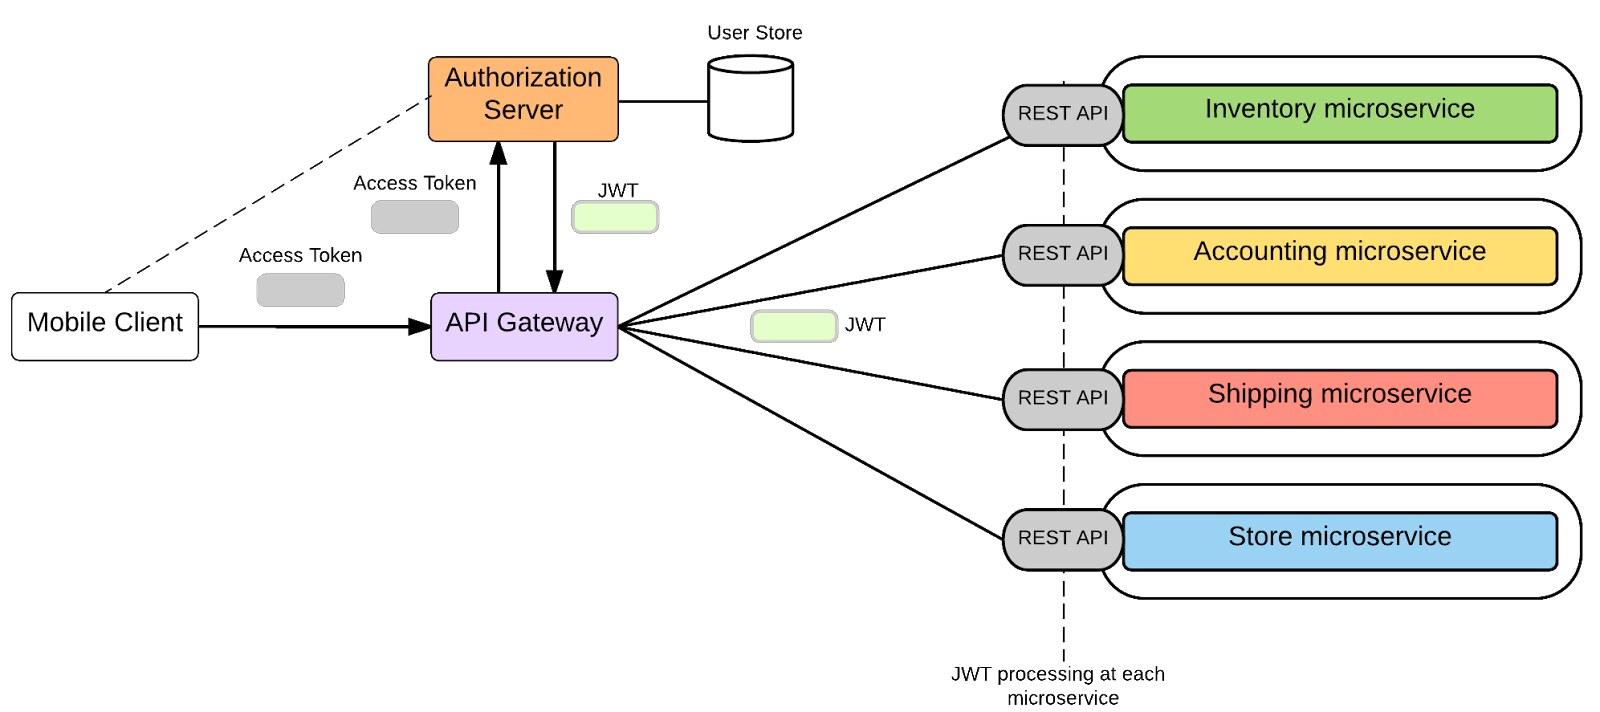 User Store
Authorization
Server
REST API
Inventory microservice
Access Token
JWT
Access Token
REST API
Accounting microservice
Mobile Client
API Gateway
JWT
REST API
Shipping microservice
REST API
Store microservice
JWT processing at each
microservice